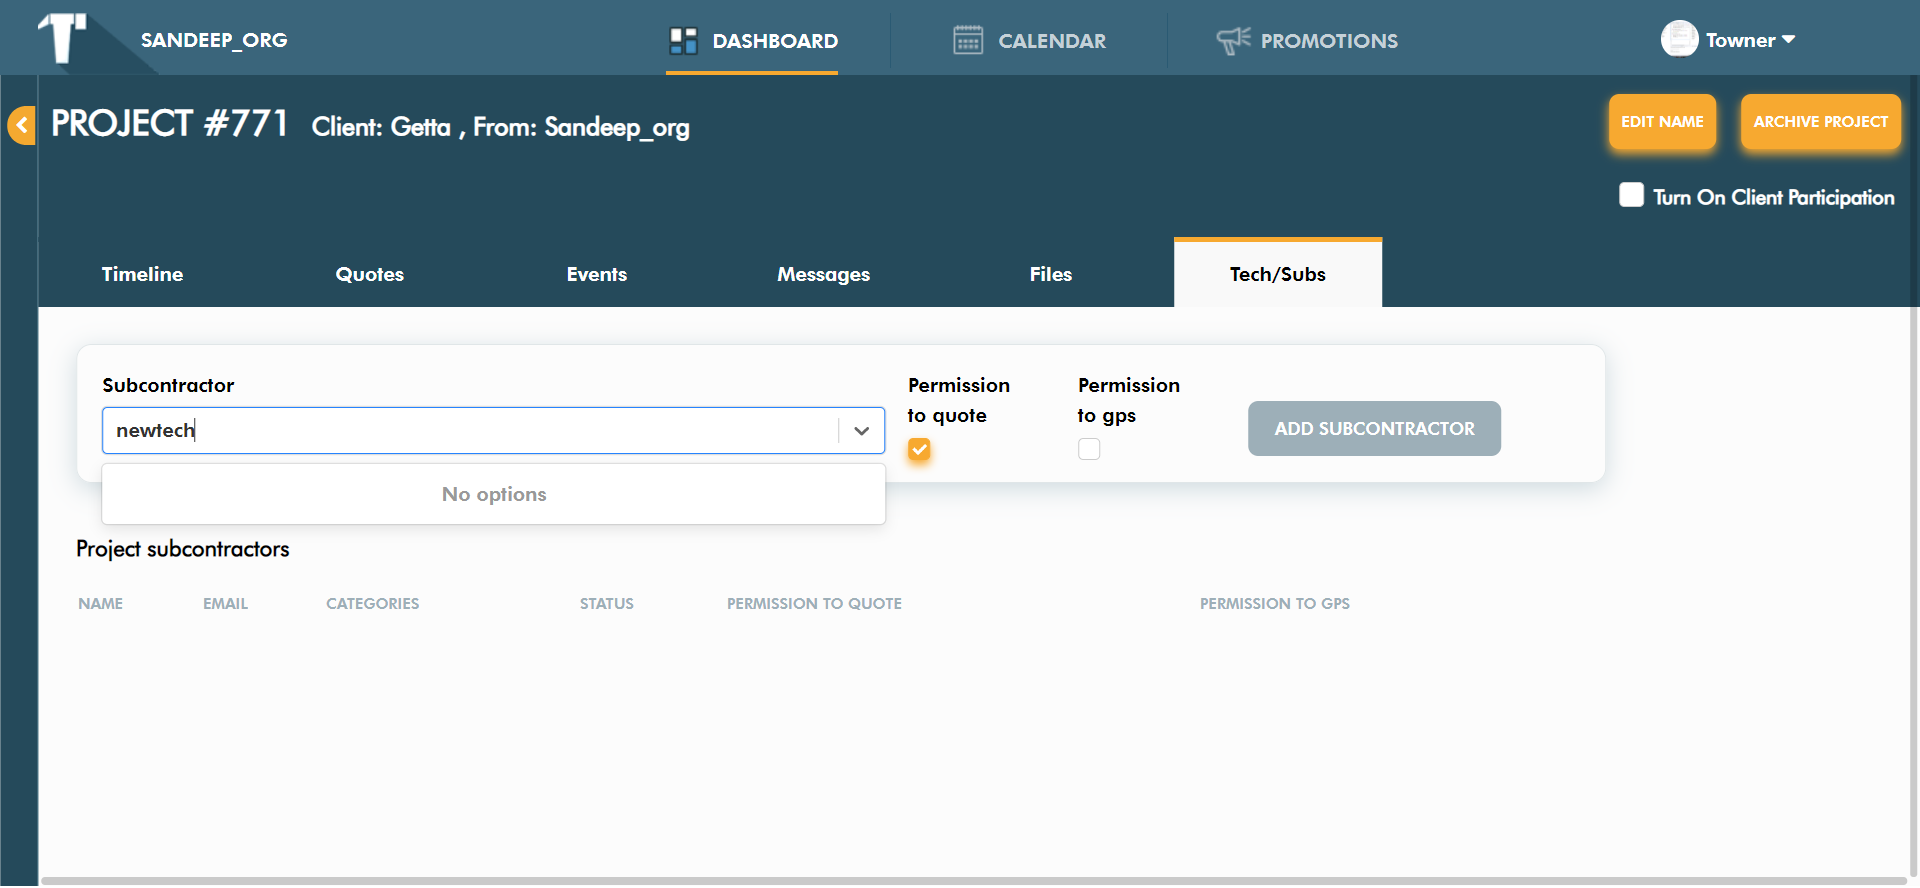 SANDEEP_ORG
DASHBOARD
CALENDAR
PROMOTIONS
Towner
PROJECT #771 Client: Getta , From: Sandeep_org
EDIT NAME
ARCHIVE PROJECT
Turn On Client Participation
Timeline
Quotes
Events
Messages
Files
Tech/Subs
Subcontractor
newtech
No options
Permission
to quote
Permission
to gps
ADD SUBCONTRACTOR
Project subcontractors
NAME
EMAIL
CATEGORIES
STATUS
PERMISSION TO QUOTE
PERMISSION TO GPS